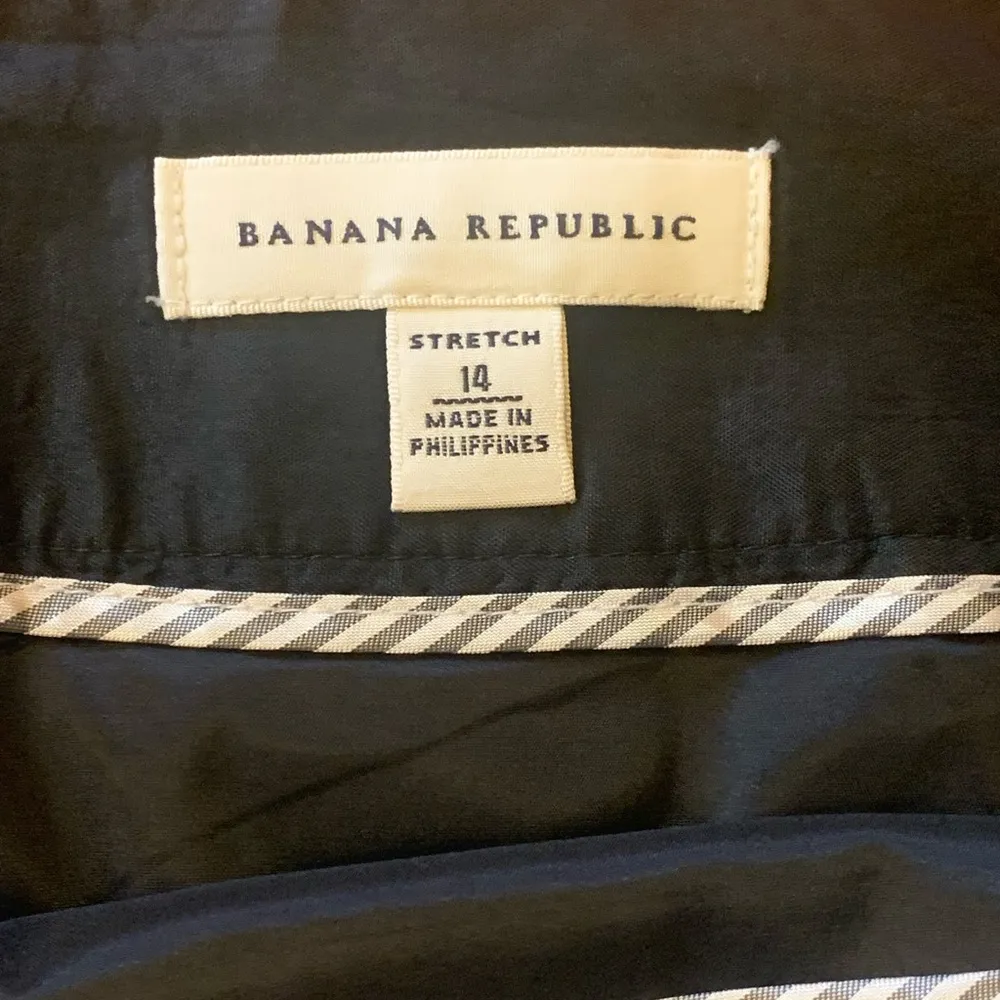 BANANA REPUBLIC
STRETCH
14
MADE IN
PHILIPPINES